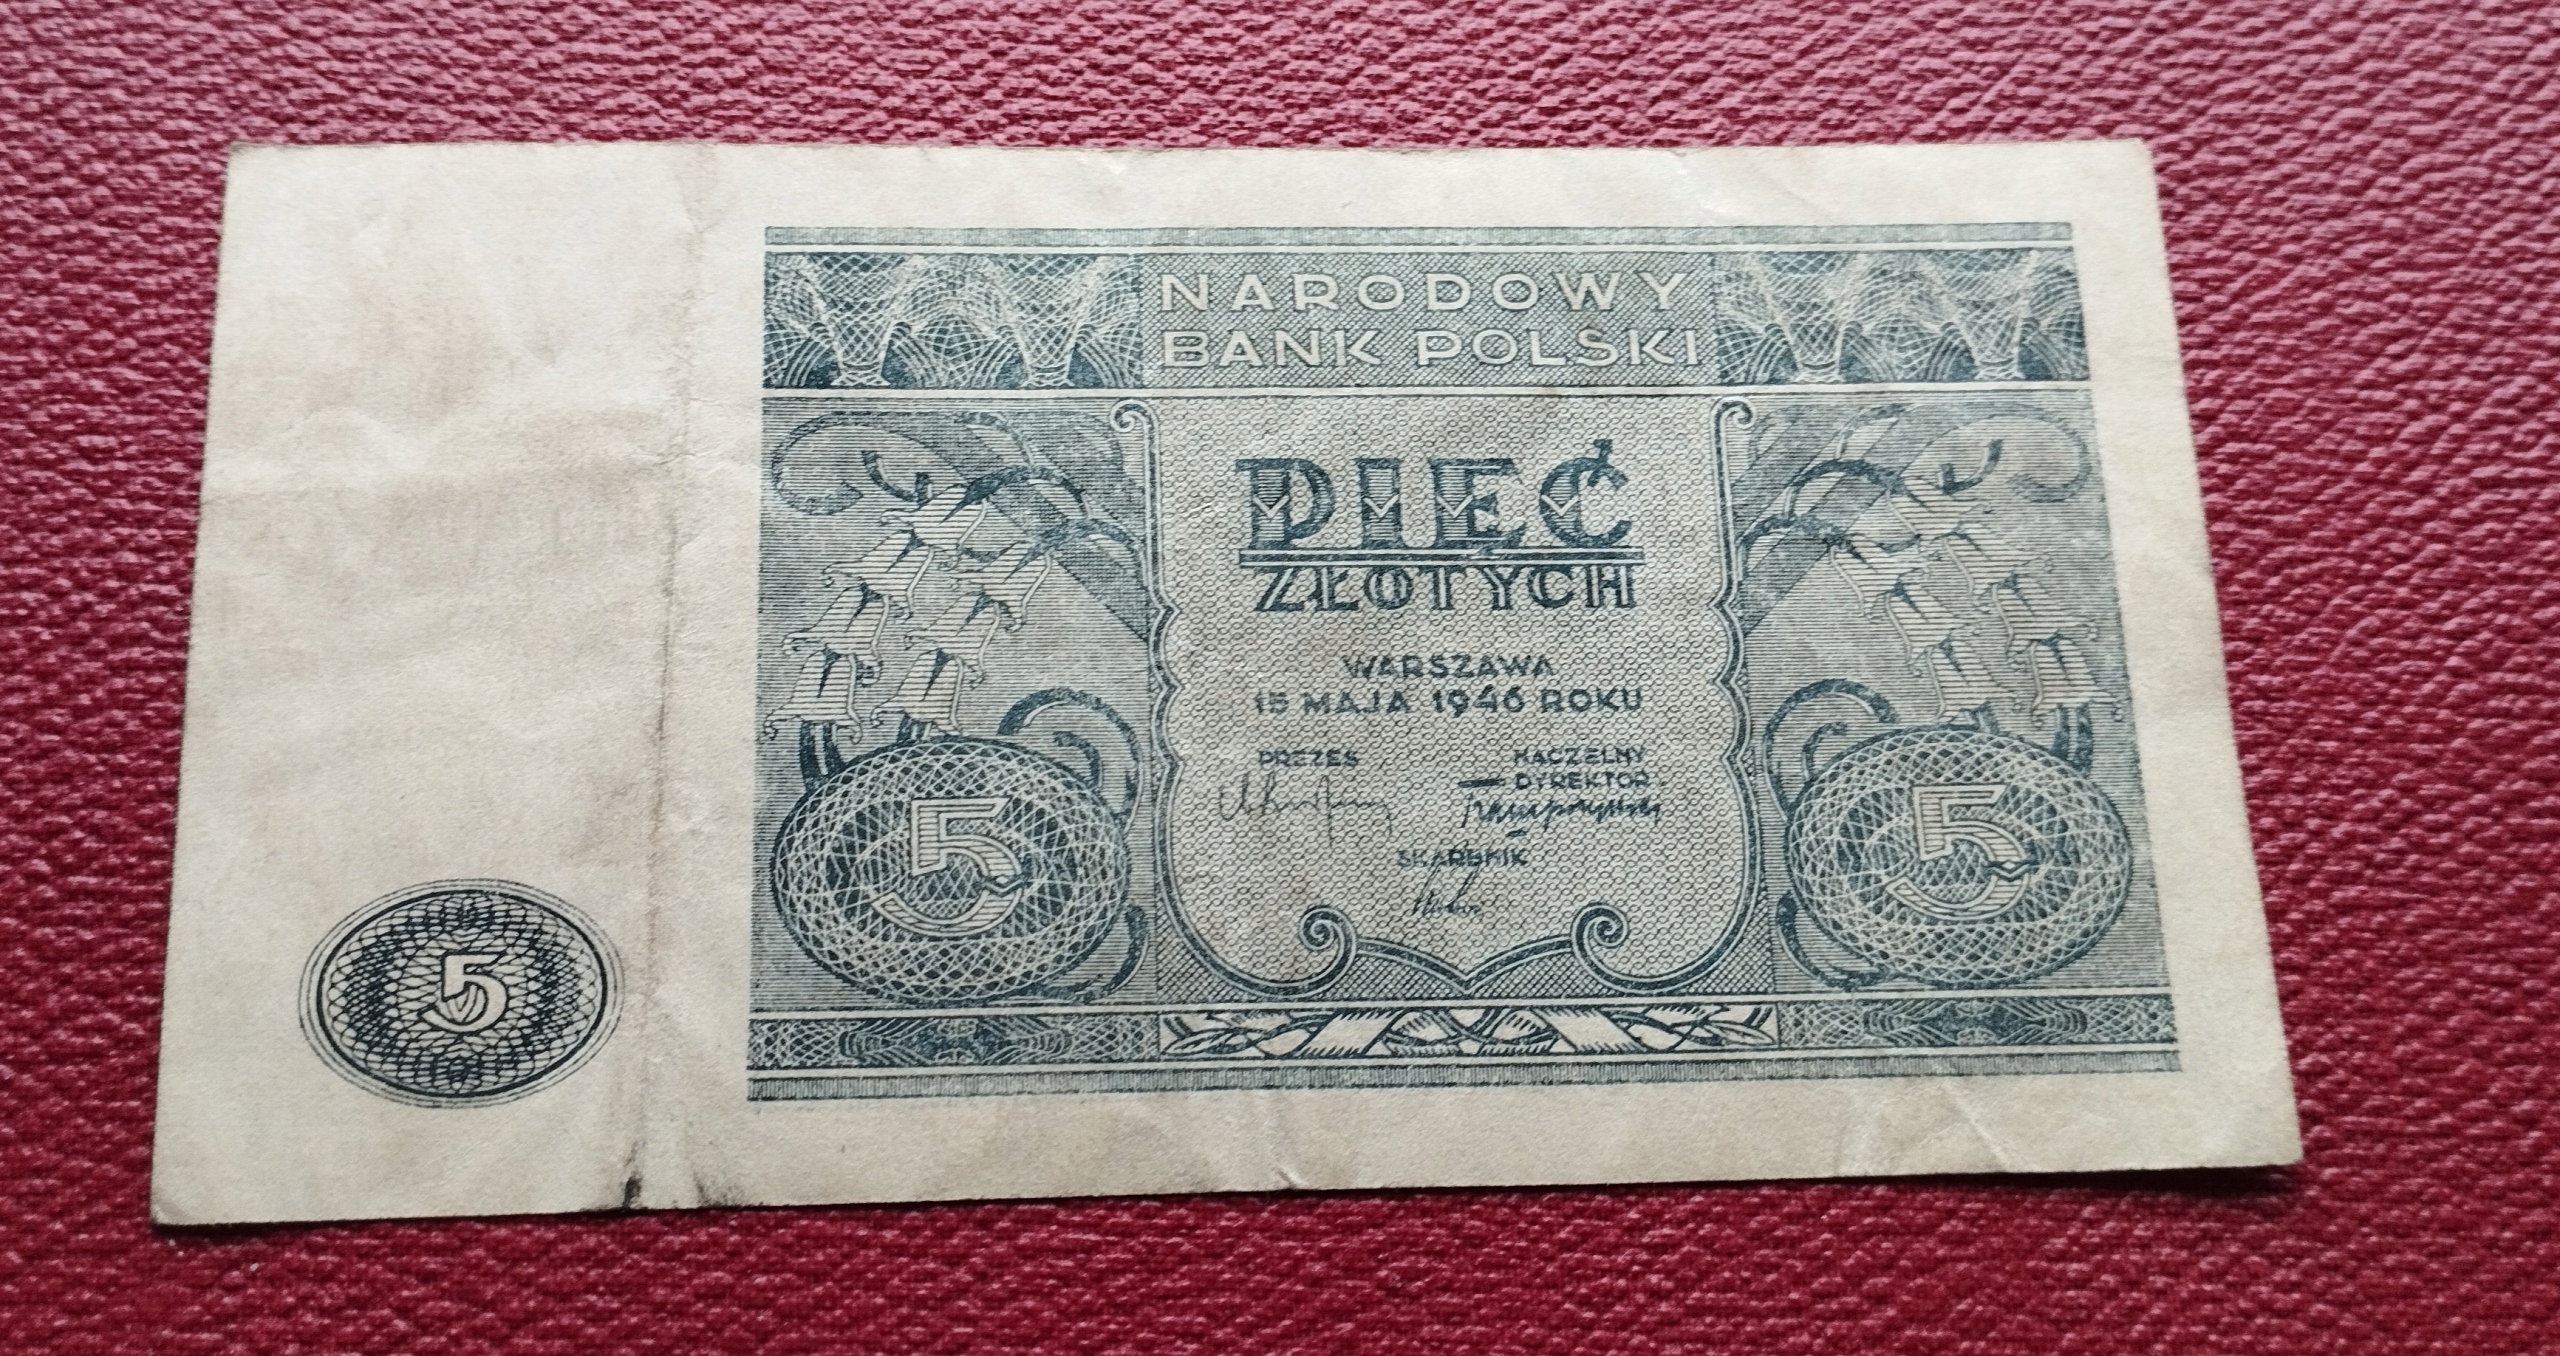 NARODOWY
BANK POLSKI
PIĘĆ
ZŁOTYCH
WARSZAWA
15 MAJA 1946 ROKU
PREZES
NACZELNY
DYREKTOR
SKARBNIK
5
5
5